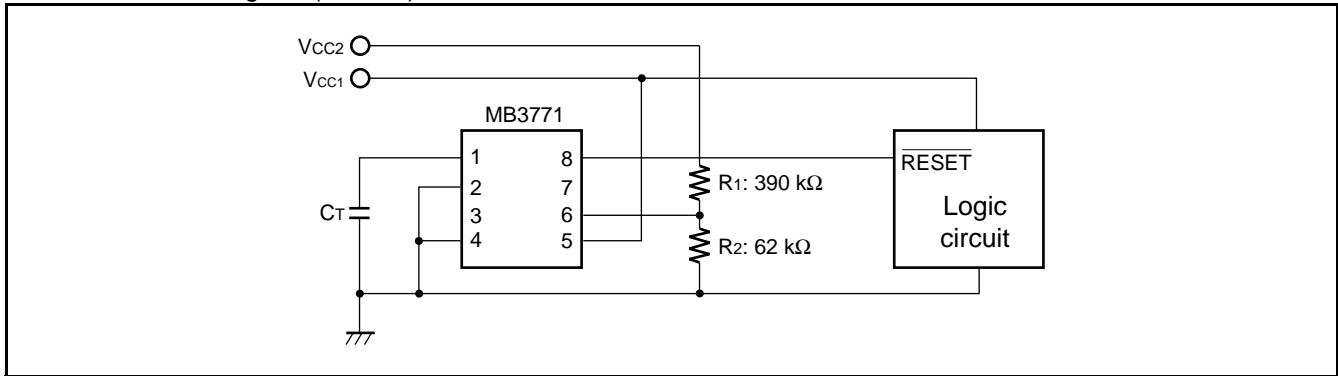 VCC2
VCC1
MB3771
1 8
2 7
3 6
4 5
CT
R1: 390 kΩ
R2: 62 kΩ
RESET
Logic
circuit